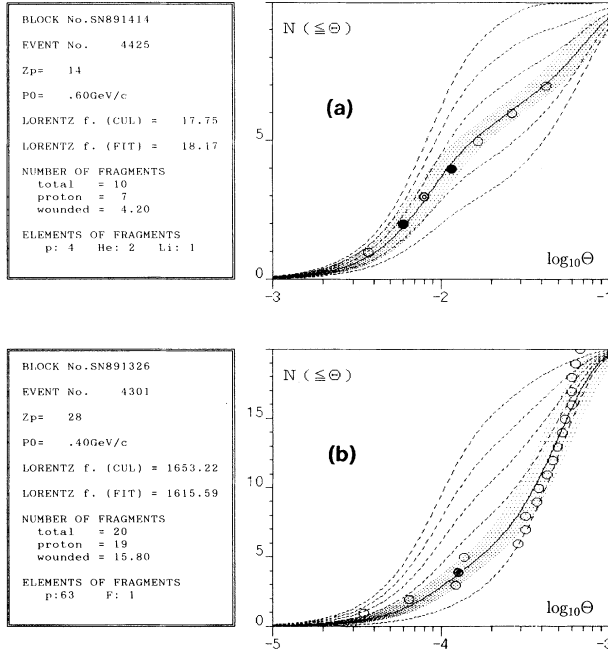 BLOCK No.SN891414
EVENT No. 4425
Zp= 14
P0= .60GeV/c
LORENTZ f. (CUL) = 17.75
LORENTZ f. (FIT) = 18.17
NUMBER OF FRAGMENTS
total = 10
proton = 7
wounded = 4.20
ELEMENTS OF FRAGMENTS
p: 4 He: 2 Li: 1
N (≦Θ)
(a)
5
0
-3
-2
-1
log₁₀Θ
BLOCK No.SN891326
EVENT No. 4301
Zp= 28
P0= .40GeV/c
LORENTZ f. (CUL) = 1653.22
LORENTZ f. (FIT) = 1615.59
NUMBER OF FRAGMENTS
total = 20
proton = 19
wounded = 15.80
ELEMENTS OF FRAGMENTS
p:63 F: 1
N (≦Θ)
15
(b)
10
5
0
-5
-4
-3
log₁₀Θ